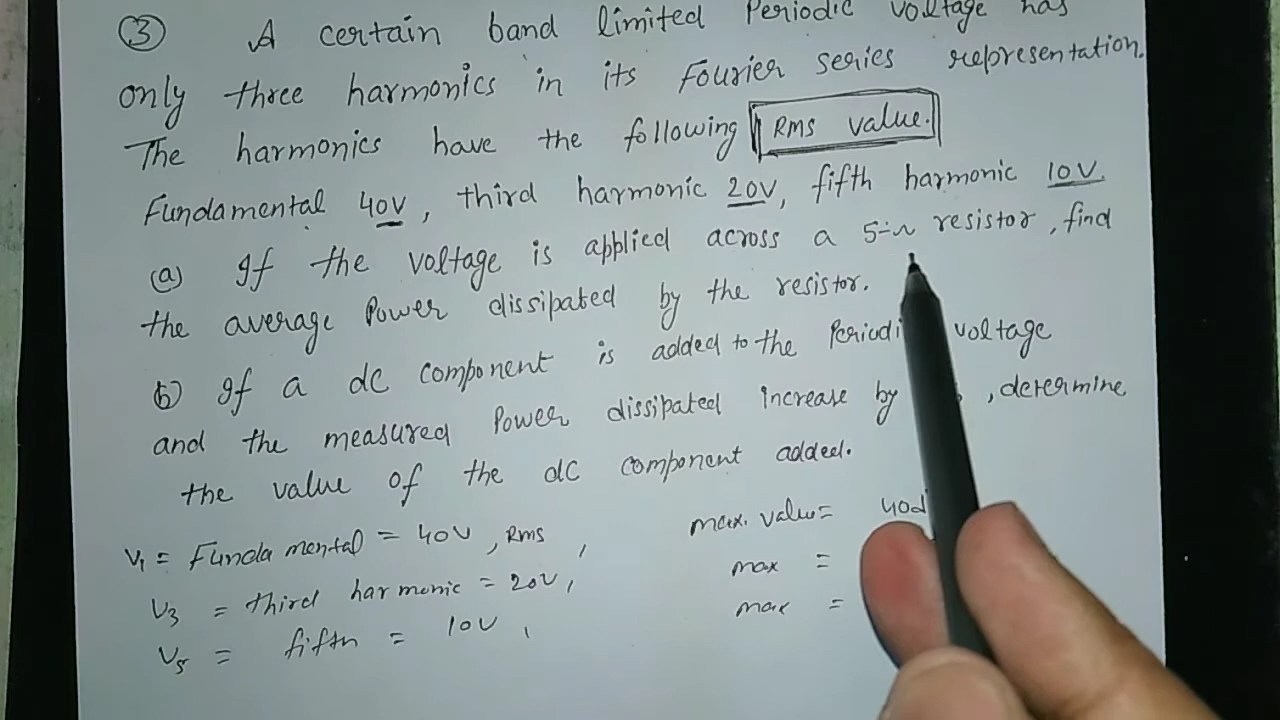 ③ A certain band limited Periodic voltage has
only three harmonics in its Fourier series representation.
The harmonics have the following RMS value.
Fundamental 40V, third harmonic 20V, fifth harmonic 10V.
(a) If the voltage is applied across a 5-Ω resistor, find
the average Power dissipated by the resistor.
(b) If a dc component is added to the voltage
and the measured Power dissipated increase by , determine
the value of the dc component added.
V₁ = Fundamental = 40V, RMS, max. value =
V₃ = third harmonic = 20V, max =
V₅ = fifth = 10V, max =